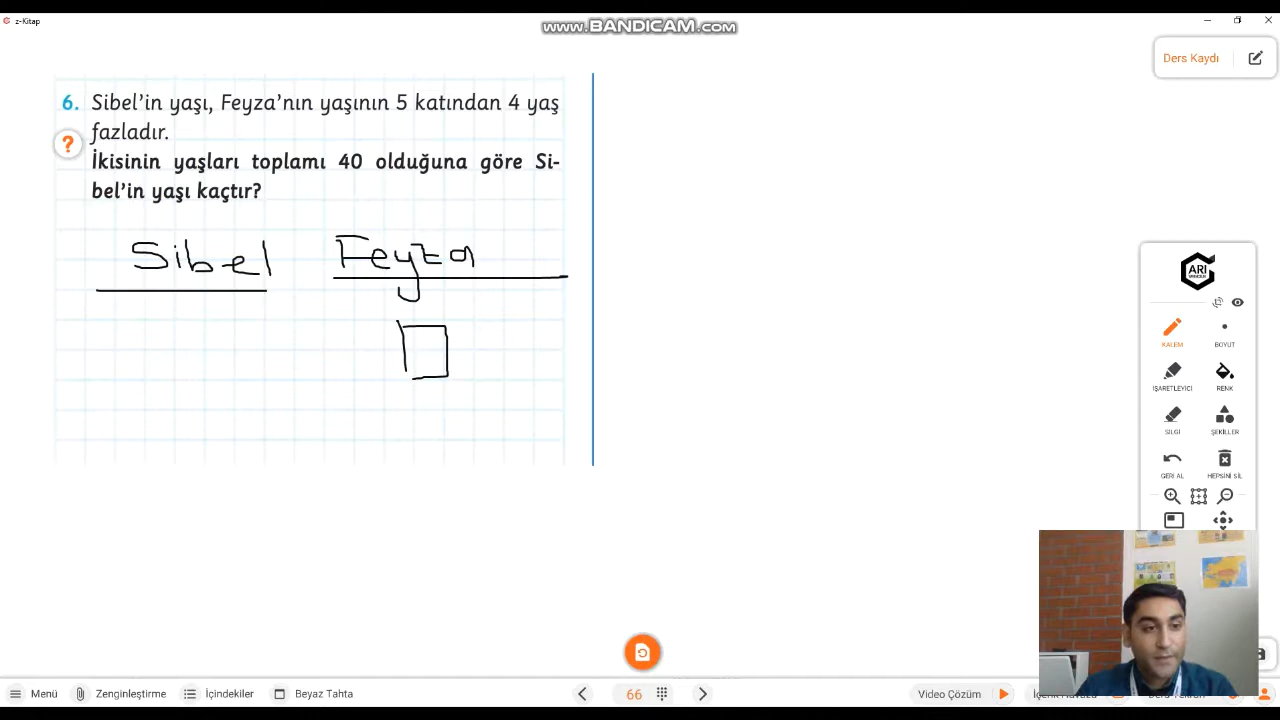 z-Kitap
www.BANDICAM.com
Ders Kaydı
6. Sibel’in yaşı, Feyza’nın yaşının 5 katından 4 yaş
fazladır.
?
İkisinin yaşları toplamı 40 olduğuna göre Si-
bel’in yaşı kaçtır?
Sibel Feyza
ARI
KALEM BOYUT
İŞARETLEYİCİ RENK
SİLGİ ŞEKİLLER
GERİ AL HEPSİNİ SİL
Menü Zenginleştirme İçindekiler Beyaz Tahta 66 Video Çözüm